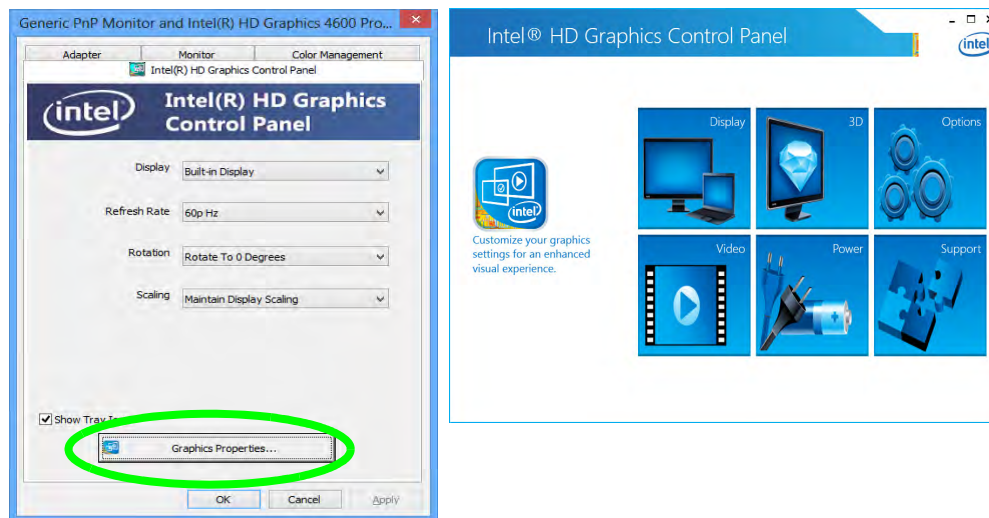 Generic PnP Monitor and Intel(R) HD Graphics 4600 Pro...
Adapter Monitor Color Management
Intel(R) HD Graphics Control Panel
intel
Intel(R) HD Graphics
Control Panel
Display Built-in Display
Refresh Rate 60p Hz
Rotation Rotate To 0 Degrees
Scaling Maintain Display Scaling
Show Tray
Graphics Properties...
OK Cancel Apply
Intel® HD Graphics Control Panel
intel
Display 3D Options
intel
Customize your graphics
settings for an enhanced
visual experience.
Video Power Support